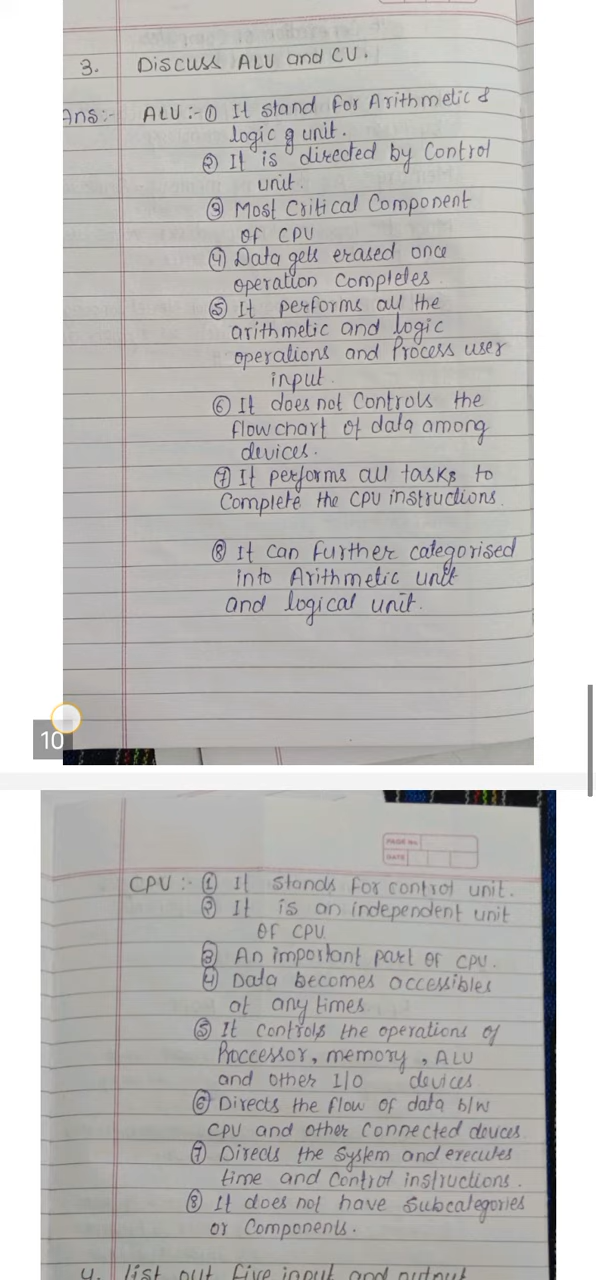 3. Discuss ALU and CU.
Ans:- ALU :- ① It stand for Arithmetic &
logic g unit.
② It is directed by Control
unit.
③ Most Critical Component
of CPU
④ Data gets erased once
operation Completes.
⑤ It performs all the
arithmetic and logic
operations and Process user
input.
⑥ It does not Controls the
flowchart of data among
devices.
⑦ It performs all tasks to
Complete the CPU instructions.
⑧ It can further categorised
into Arithmetic unit
and logical unit.
10
PAGE No.
DATE
CPU :- ① It Stands for control unit.
② It is an independent unit
of CPU
③ An important part of CPU.
④ Data becomes accessibles
at any times
⑤ It Controls the operations of
Proccessor, memory, ALU
and other I/O devices
⑥ Directs the flow of data b/w
CPU and other Connected devces
⑦ Directs the System and executes
time and Control instructions.
⑧ It does not have Subcategories
or Components.
4. list out five input and output